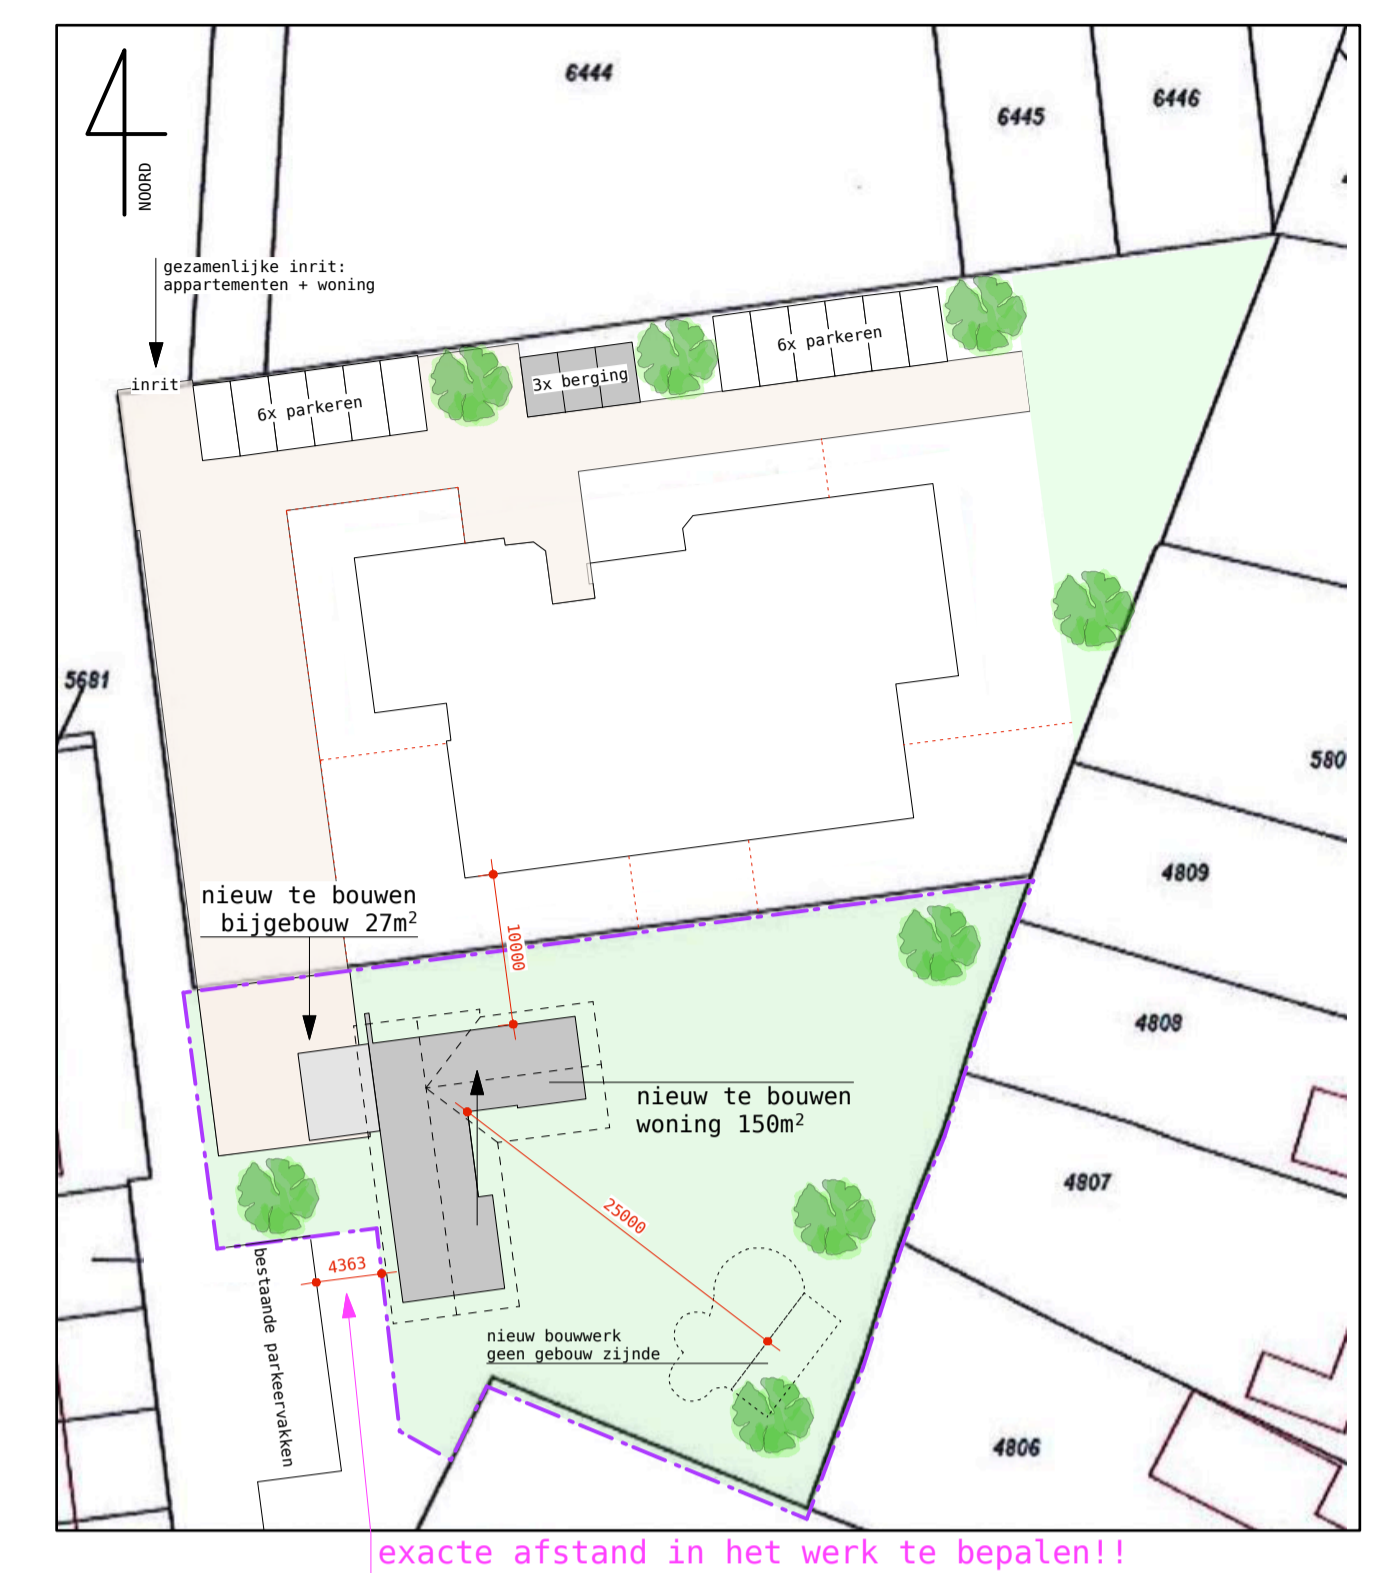 6444
6445
6446
NOORD
gezamenlijke inrit:
appartementen + woning
inrit
6x parkeren
3x berging
6x parkeren
5681
580
4809
nieuw te bouwen
bijgebouw 27m²
10000
4808
nieuw te bouwen
woning 150m²
4807
25000
4363
bestaande parkeervakken
nieuw bouwwerk
geen gebouw zijnde
4806
exacte afstand in het werk te bepalen!!